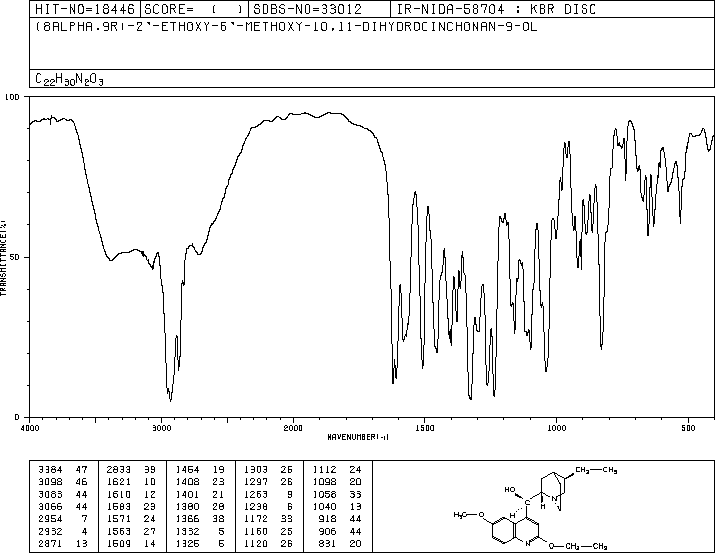 HIT-NO=18446 SCORE= ( ) SDBS-NO=33012 IR-NIDA-58704 : KBR DISC
(8ALPHA,9R)-2'-ETHOXY-6'-METHOXY-10,11-DIHYDROCINCHONAN-9-OL
C22H30N2O3
100
TRANSMITTANCE(%)
50
0
4000 3000 2000 1500 1000 500
WAVENUMBER(-1)
3384 47 2833 39 1464 19 1303 26 1112 24
3098 46 1621 10 1408 23 1297 26 1098 20
3083 44 1610 12 1401 21 1263 9 1058 33
3066 44 1583 23 1380 28 1238 6 1040 13
2954 7 1571 24 1366 38 1172 33 918 44
2932 4 1563 27 1332 5 1160 25 906 44
2871 13 1509 14 1325 5 1120 26 831 20
CH2—CH3
HO
H
N
H
C
H3C—O
N
O—CH2—CH3